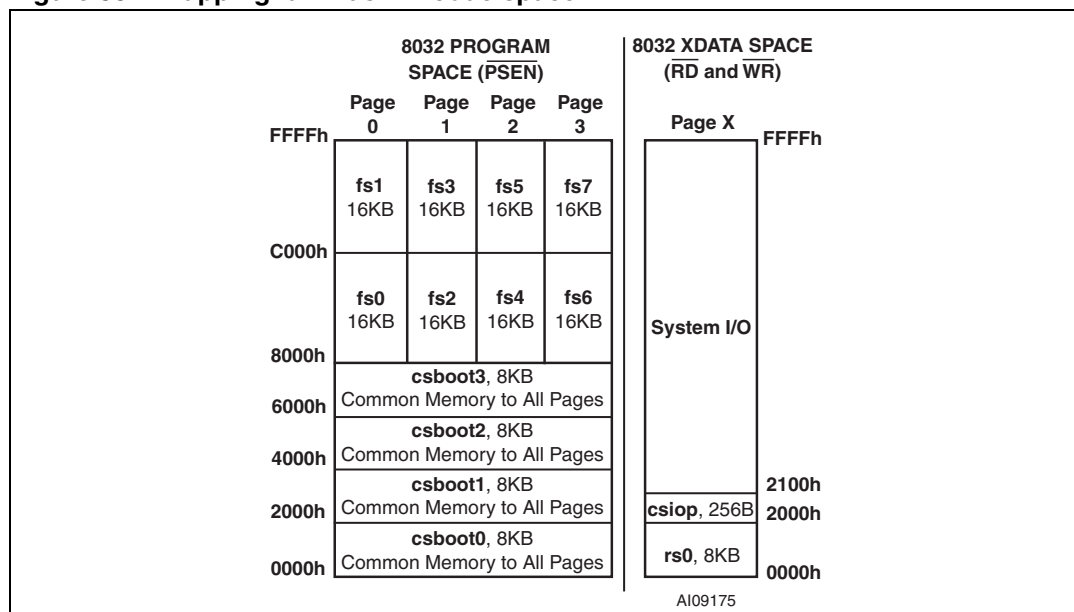 8032 PROGRAM
SPACE (PSEN)
8032 XDATA SPACE
(RD and WR)
Page
0
Page
1
Page
2
Page
3
Page X
FFFFh
FFFFh
fs1
16KB
fs3
16KB
fs5
16KB
fs7
16KB
C000h
fs0
16KB
fs2
16KB
fs4
16KB
fs6
16KB
System I/O
8000h
csboot3, 8KB
Common Memory to All Pages
6000h
csboot2, 8KB
Common Memory to All Pages
4000h
csboot1, 8KB
Common Memory to All Pages
2000h
csboot0, 8KB
Common Memory to All Pages
0000h
2100h
csiop, 256B
2000h
rs0, 8KB
0000h
AI09175